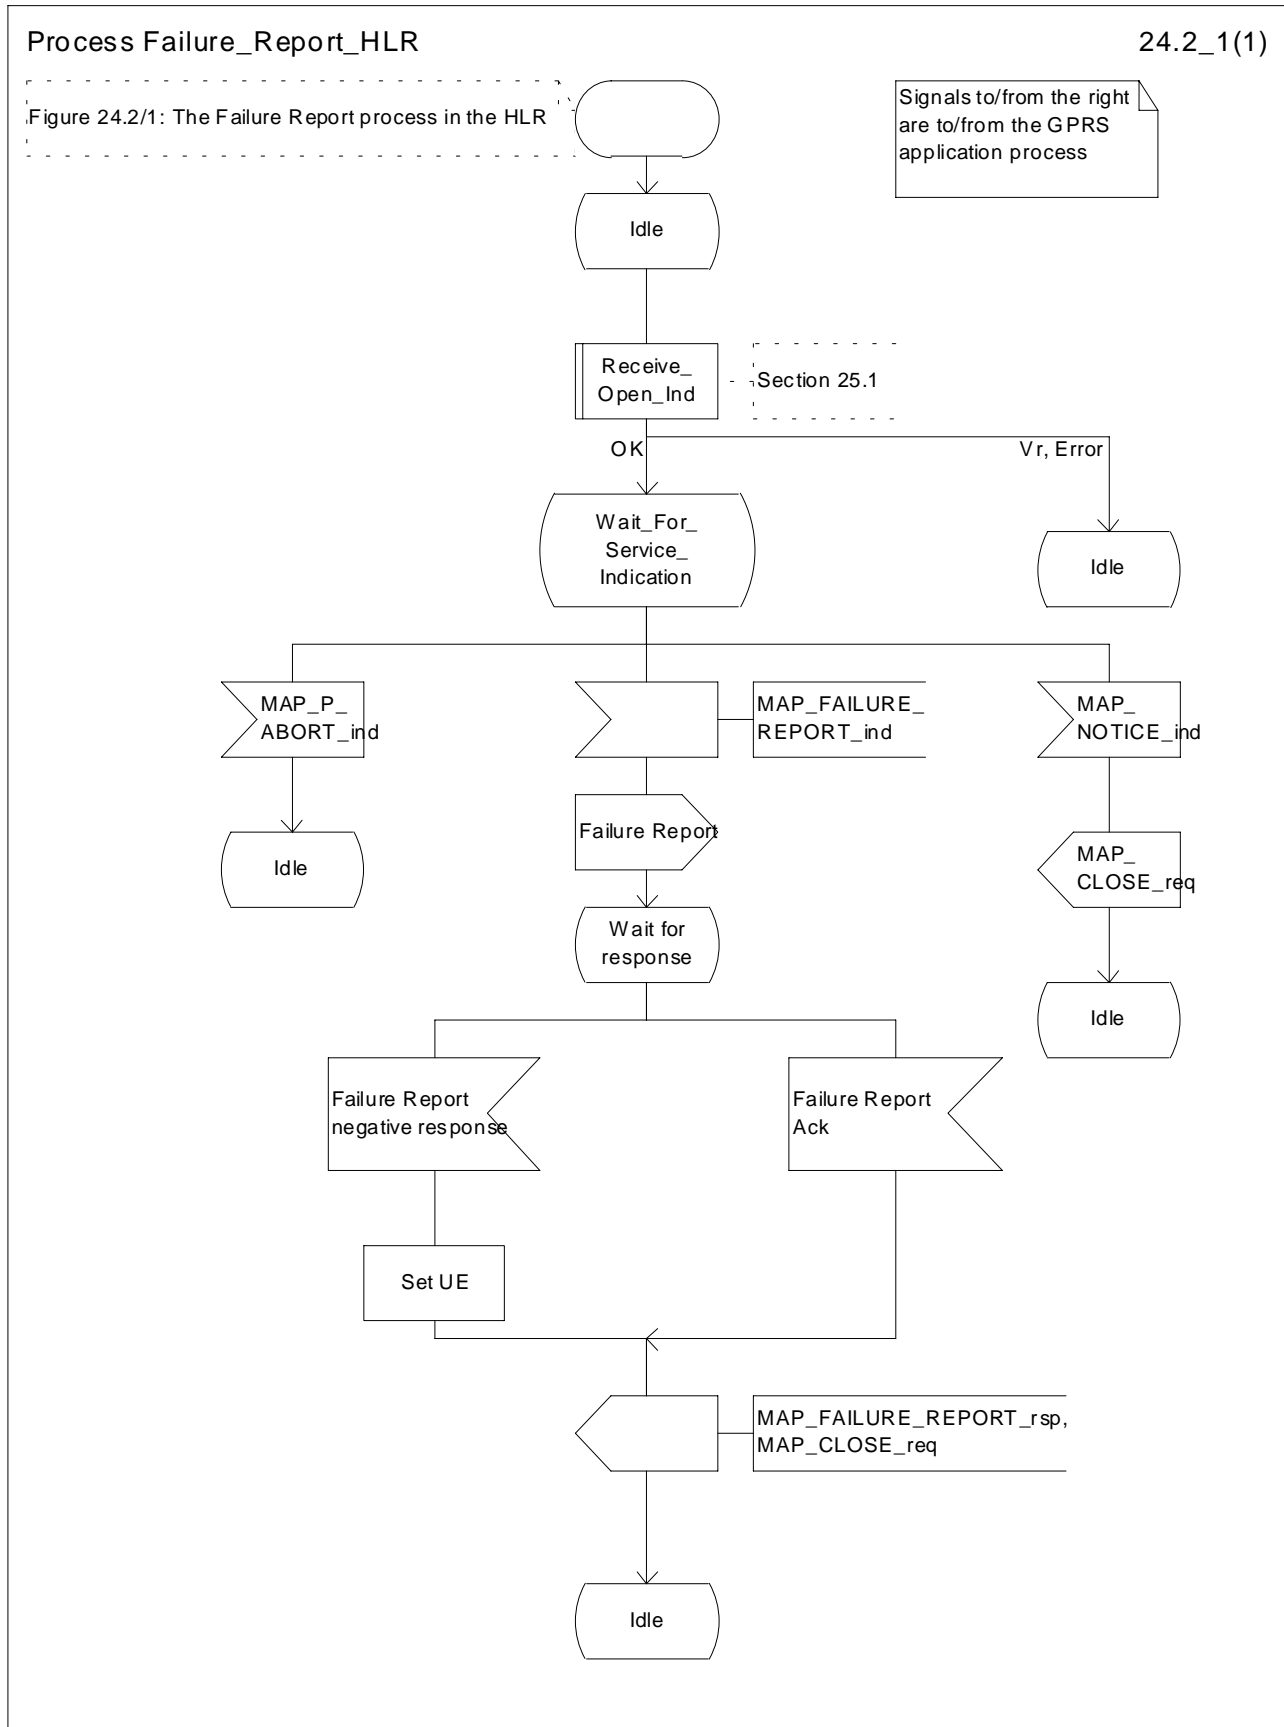 Process Failure_Report_HLR
24.2_1(1)
Figure 24.2/1: The Failure Report process in the HLR
Signals to/from the right
are to/from the GPRS
application process
Idle
Receive_
Open_Ind
Section 25.1
OK
Vr, Error
Wait_For_
Service_
Indication
Idle
MAP_P_
ABORT_ind
MAP_FAILURE_
REPORT_ind
MAP_
NOTICE_ind
Failure Report
Idle
MAP_
CLOSE_req
Wait for
response
Idle
Failure Report
negative response
Failure Report
Ack
Set UE
MAP_FAILURE_REPORT_rsp,
MAP_CLOSE_req
Idle